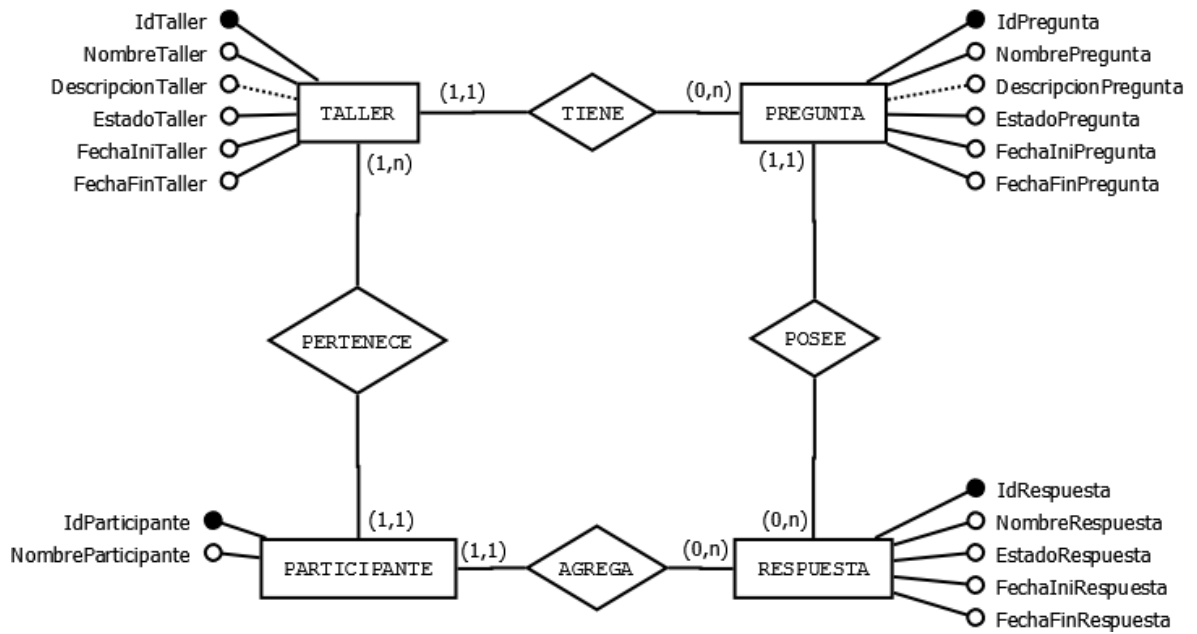 IdTaller
NombreTaller
DescripcionTaller
EstadoTaller
FechaIniTaller
FechaFinTaller
TALLER
(1,1)
(1,n)
TIENE
(0,n)
PREGUNTA
(1,1)
IdPregunta
NombrePregunta
DescripcionPregunta
EstadoPregunta
FechaIniPregunta
FechaFinPregunta
PERTENECE
POSEE
IdParticipante
NombreParticipante
(1,1)
PARTICIPANTE
(1,1)
AGREGA
(0,n)
(0,n)
RESPUESTA
IdRespuesta
NombreRespuesta
EstadoRespuesta
FechaIniRespuesta
FechaFinRespuesta